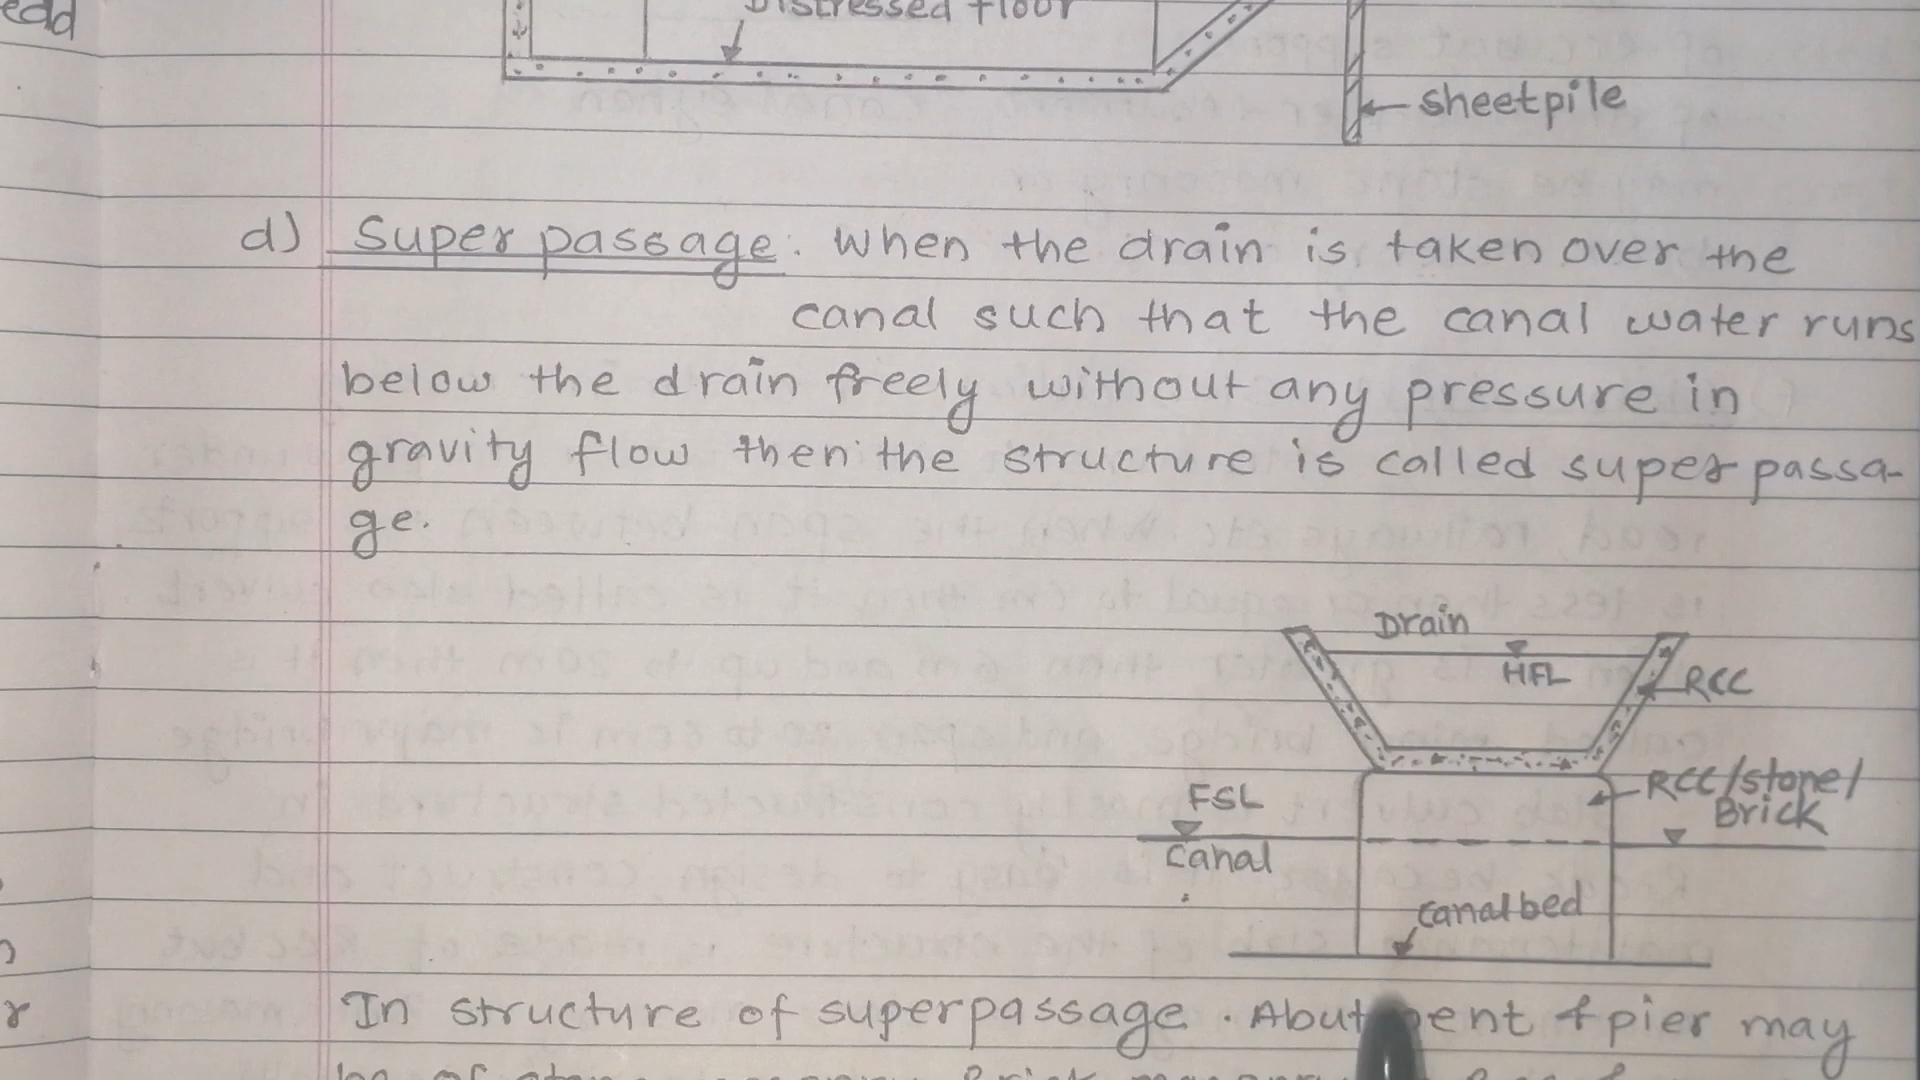 edd
Distressed floor
sheetpile
d) Super passage: When the drain is taken over the
canal such that the canal water runs
below the drain freely without any pressure in
gravity flow then the structure is called super passa-
ge.
Drain
HFL
RCC
FSL
RCC/stone/
Brick
Canal
canal bed
r
In structure of superpassage. Abutment & pier may